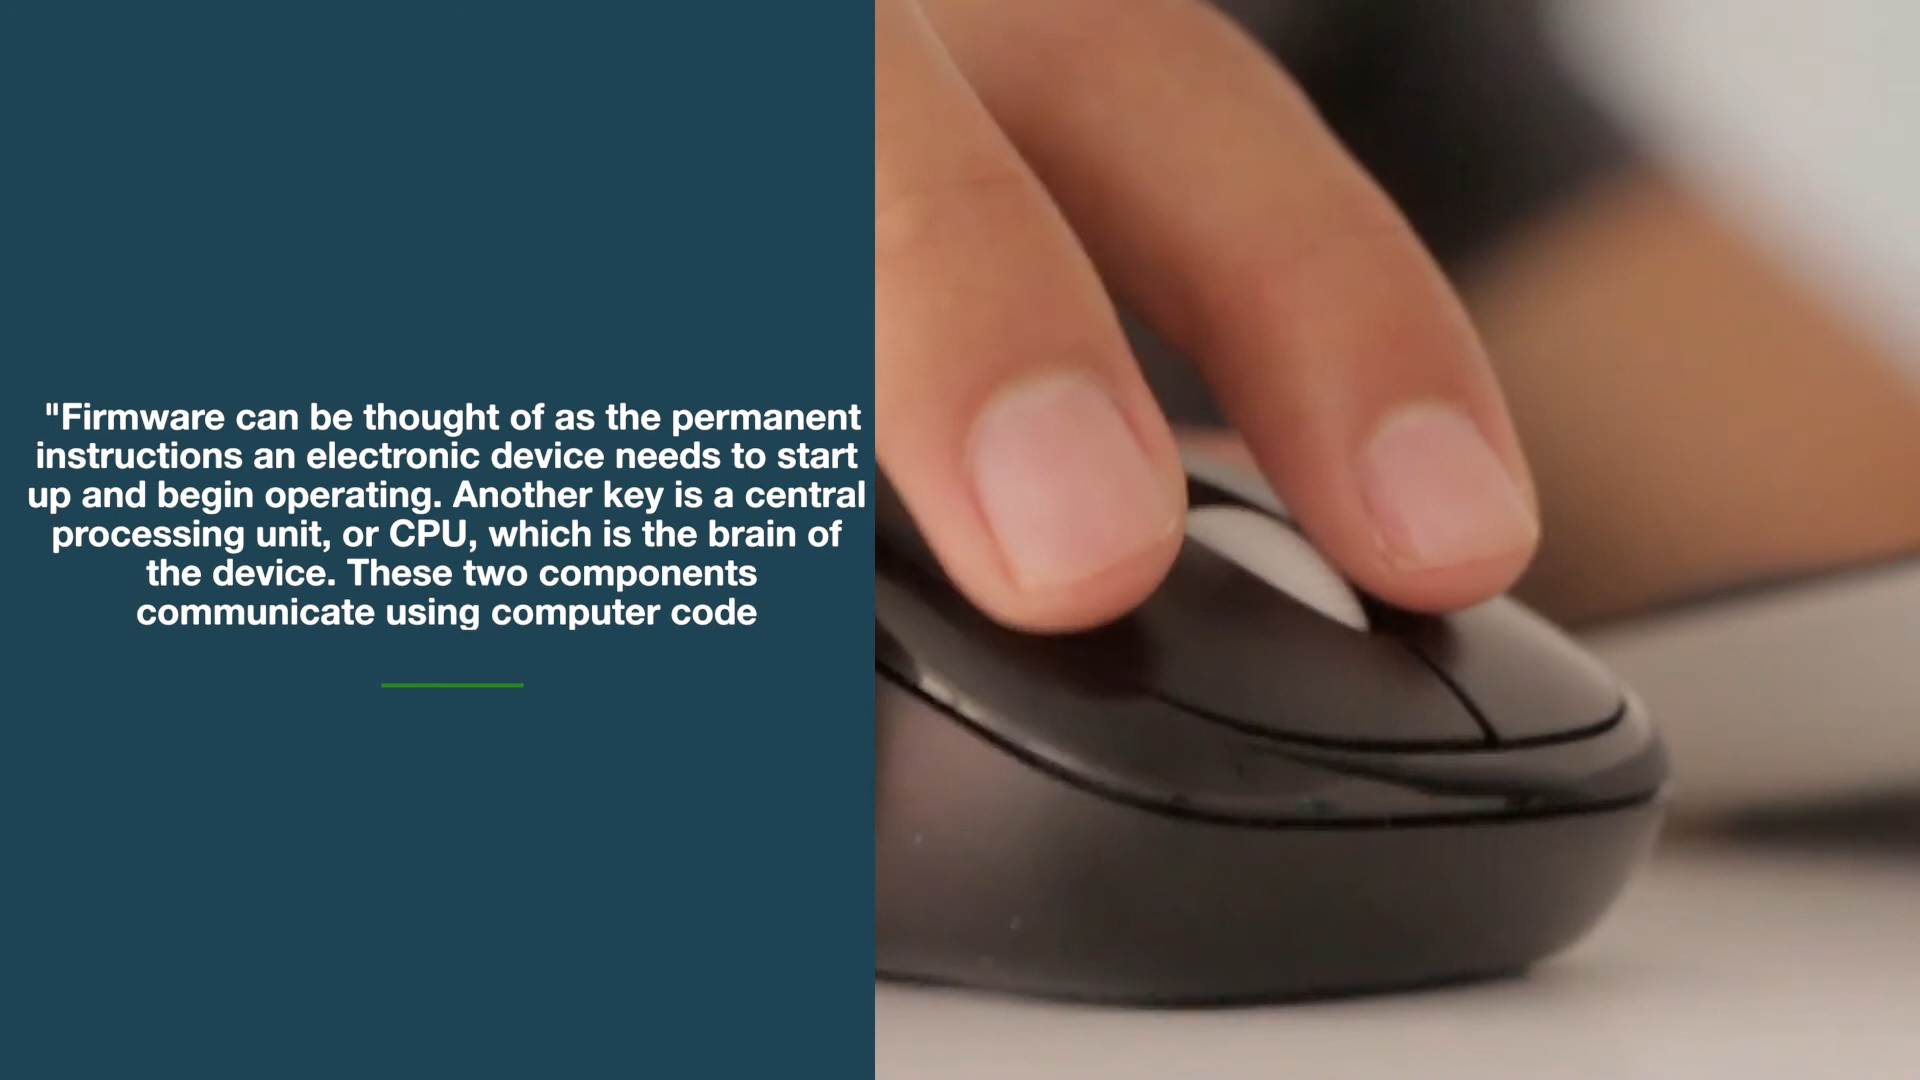 "Firmware can be thought of as the permanent
instructions an electronic device needs to start
up and begin operating. Another key is a central
processing unit, or CPU, which is the brain of
the device. These two components
communicate using computer code